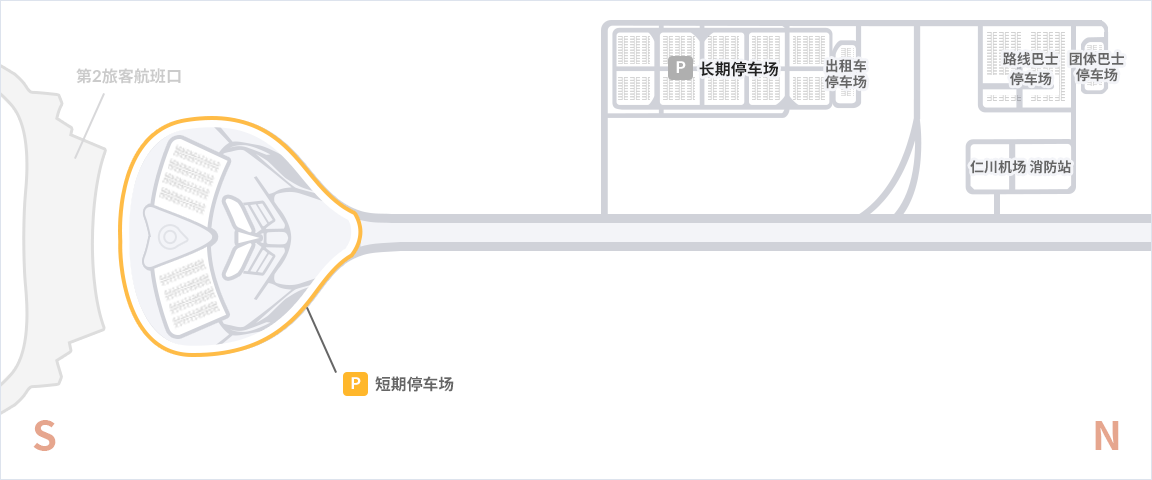 第2旅客航班口
P 长期停车场
出租车
停车场
路线巴士
停车场
团体巴士
停车场
仁川机场 消防站
P 短期停车场
S
N